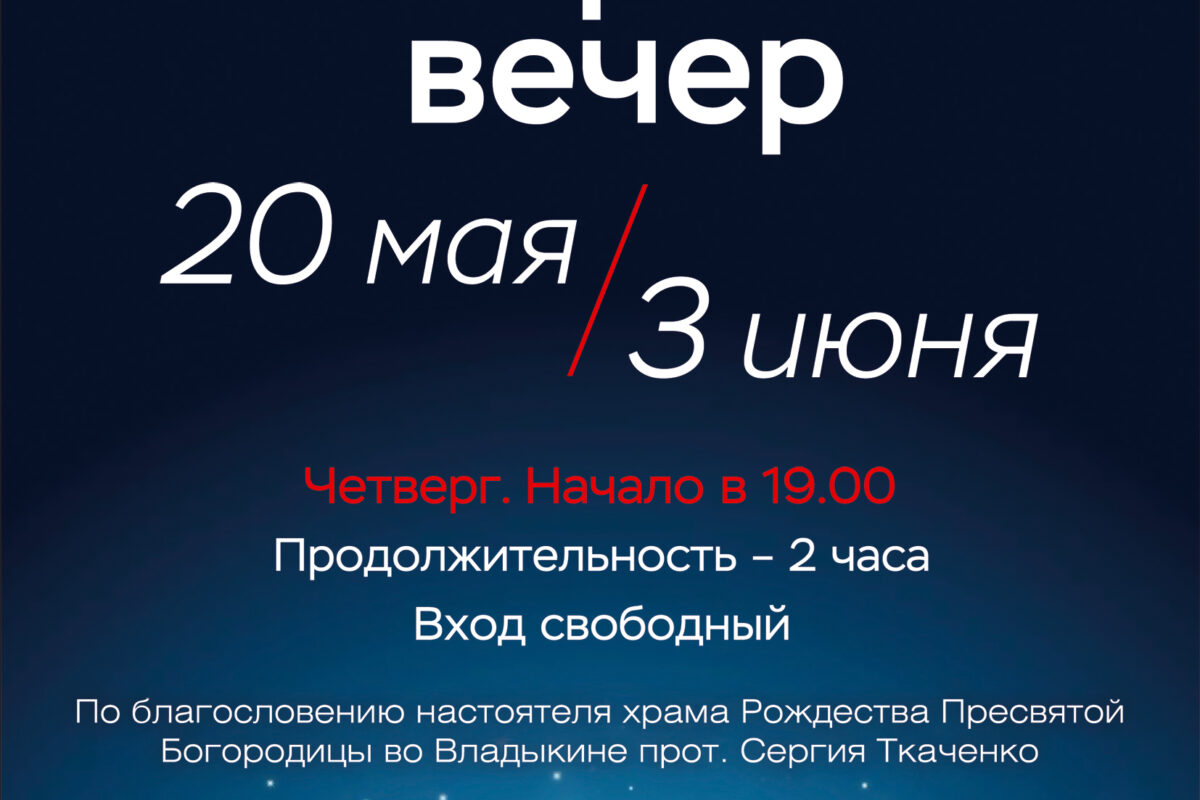 вечер
20 мая
3 июня
Четверг. Начало в 19.00
Продолжительность – 2 часа
Вход свободный
По благословению настоятеля храма Рождества Пресвятой
Богородицы во Владыкине прот. Сергия Ткаченко